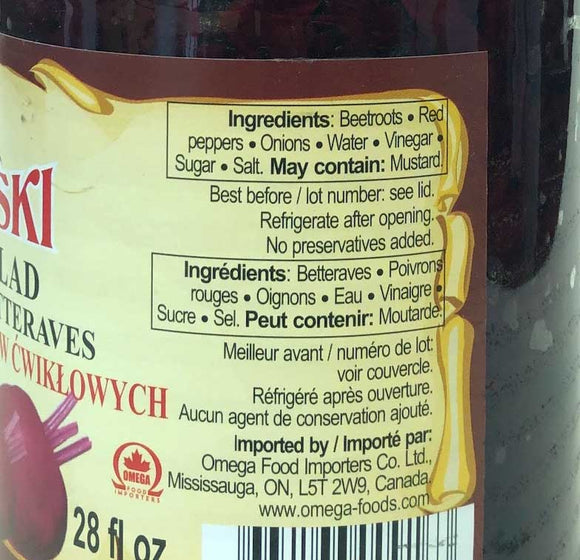 SKI
LAD
TTERAVES
W ĆWIKŁOWYCH
Ingredients: Beetroots • Red
peppers • Onions • Water • Vinegar •
Sugar • Salt. May contain: Mustard.
Best before / lot number: see lid.
Refrigerate after opening.
No preservatives added.
Ingrédients: Betteraves • Poivrons
rouges • Oignons • Eau • Vinaigre •
Sucre • Sel. Peut contenir: Moutarde.
Meilleur avant / numéro de lot:
voir couvercle.
Réfrigéré après ouverture.
Aucun agent de conservation ajouté.
Imported by / Importé par:
Omega Food Importers Co. Ltd.,
Mississauga, ON, L5T 2W9, Canada.
www.omega-foods.com
OMEGA
FOOD
IMPORTERS
28 fl oz